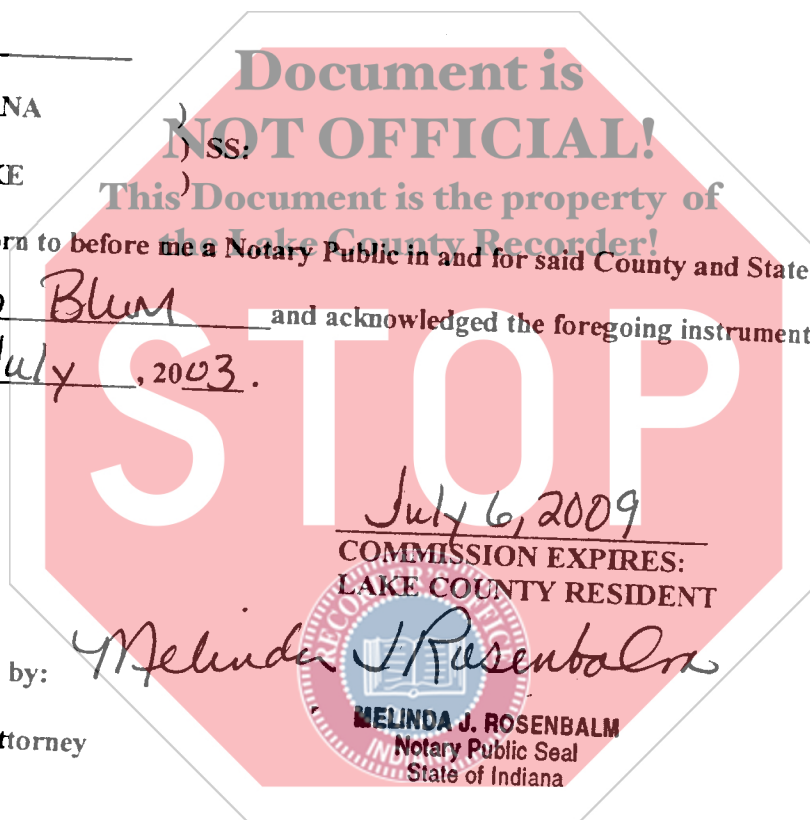 Document is
NOT OFFICIAL!
This Document is the property of
the Lake County Recorder!
STOP
NA )
) SS:
KE )
rn to before me a Notary Public in and for said County and State
Blum and acknowledged the foregoing instrument
July, 2003.
July 6, 2009
COMMISSION EXPIRES:
LAKE COUNTY RESIDENT
RECORDER'S OFFICE
by: Melinda J Rosenbalm
MELINDA J. ROSENBALM
ttorney
Notary Public Seal
State of Indiana